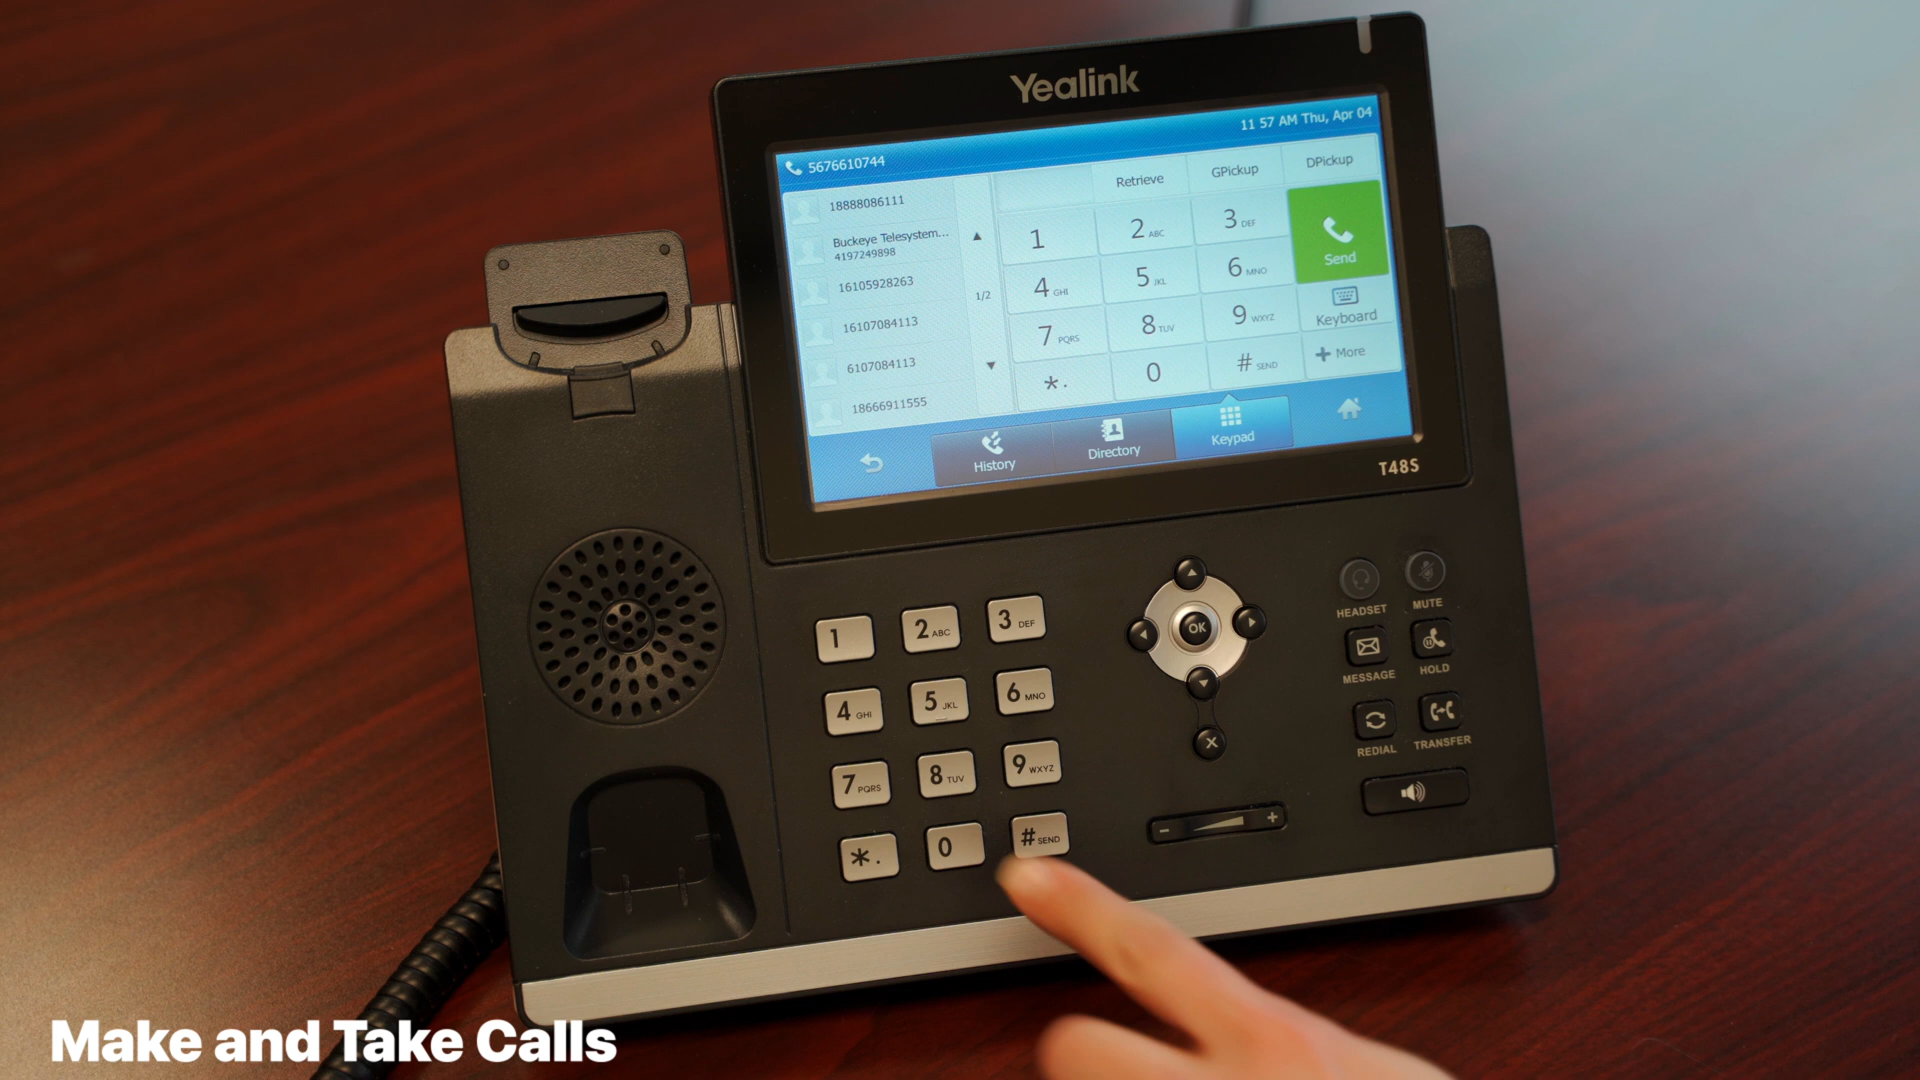 Yealink
5676610744
11 57 AM Thu, Apr 04
18888086111
Buckeye Telesystem...
4197249898
16105928263
16107084113
6107084113
18666911555
1/2
Retrieve
GPickup
DPickup
1
2 ABC
3 DEF
Send
4 GHI
5 JKL
6 MNO
Keyboard
7 PQRS
8 TUV
9 WXYZ
+ More
*.
0
# SEND
History
Directory
Keypad
T48S
1
2 ABC
3 DEF
4 GHI
5 JKL
6 MNO
7 PQRS
8 TUV
9 WXYZ
*.
0
# SEND
OK
X
HEADSET
MUTE
MESSAGE
HOLD
REDIAL
TRANSFER
- +
Make and Take Calls